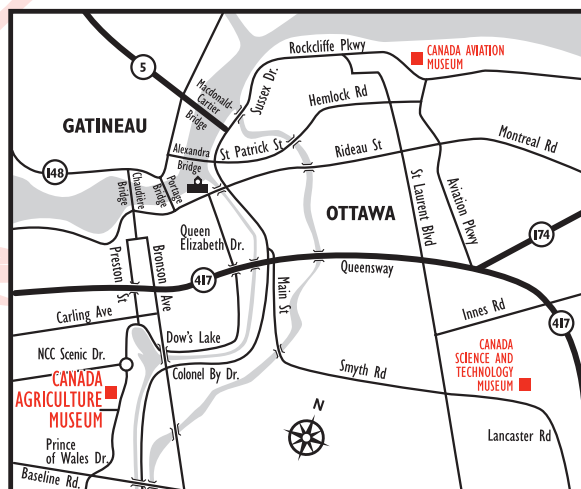 Rockcliffe Pkwy
CANADA AVIATION
MUSEUM
5
Macdonald-
Cartier
Bridge
Sussex Dr.
Hemlock Rd
GATINEAU
Alexandra
Bridge
St Patrick St
Rideau St
Montreal Rd
148
Chaudière
Bridge
Portage
Bridge
St Laurent Blvd
Aviation Pkwy
OTTAWA
174
Queen
Elizabeth Dr.
Preston St
Bronson Ave
417
Queensway
Main St
Innes Rd
417
Carling Ave
Dow's Lake
NCC Scenic Dr.
Colonel By Dr.
Smyth Rd
CANADA
SCIENCE AND
TECHNOLOGY
MUSEUM
CANADA
AGRICULTURE
MUSEUM
N
Lancaster Rd
Prince
of Wales Dr.
Baseline Rd.